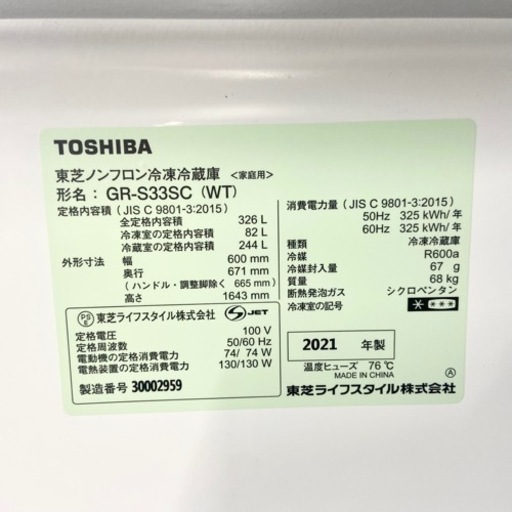 TOSHIBA
東芝ノンフロン冷凍冷蔵庫 <家庭用>
形名： GR-S33SC (WT)
定格内容積 (JIS C 9801-3:2015)
全定格内容積 326 L
冷凍室の定格内容積 82 L
冷蔵室の定格内容積 244 L
外形寸法 幅 600 mm
奥行 671 mm
(ハンドル・調整脚除く 665 mm)
高さ 1643 mm
PS E 東芝ライフスタイル株式会社 S JET
定格電圧 100 V
定格周波数 50/60 Hz
電動機の定格消費電力 74/ 74 W
電熱装置の定格消費電力 130/130 W
製造番号 30002959
消費電力量 (JIS C 9801-3:2015)
50Hz 325 kWh/年
60Hz 325 kWh/年
種類 冷凍冷蔵庫
冷媒 R600a
冷媒封入量 67 g
質量 68 kg
断熱発泡ガス シクロペンタン
冷凍室の記号 * ***
2021 年製
温度ヒューズ 76℃
MADE IN CHINA
東芝ライフスタイル株式会社
A